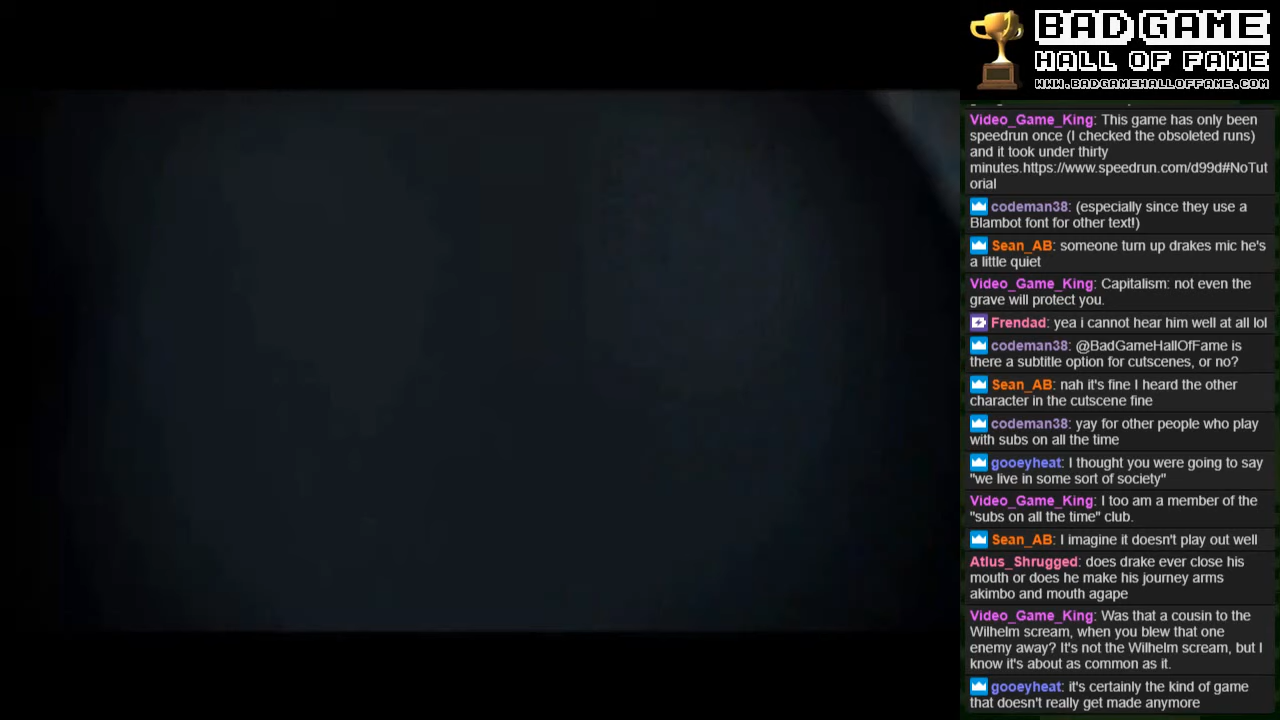 BAD GAME
HALL OF FAME
WWW.BADGAMEHALLOFFAME.COM
Video_Game_King: This game has only been
speedrun once (I checked the obsoleted runs)
and it took under thirty
minutes.https://www.speedrun.com/d99d#NoTut
orial
codeman38: (especially since they use a
Blambot font for other text!)
Sean_AB: someone turn up drakes mic he's
a little quiet
Video_Game_King: Capitalism: not even the
grave will protect you.
Frendad: yea i cannot hear him well at all lol
codeman38: @BadGameHallOfFame is
there a subtitle option for cutscenes, or no?
Sean_AB: nah it's fine I heard the other
character in the cutscene fine
codeman38: yay for other people who play
with subs on all the time
gooeyheat: I thought you were going to say
"we live in some sort of society"
Video_Game_King: I too am a member of the
"subs on all the time" club.
Sean_AB: I imagine it doesn't play out well
Atlus_Shrugged: does drake ever close his
mouth or does he make his journey arms
akimbo and mouth agape
Video_Game_King: Was that a cousin to the
Wilhelm scream, when you blew that one
enemy away? It's not the Wilhelm scream, but I
know it's about as common as it.
gooeyheat: it's certainly the kind of game
that doesn't really get made anymore